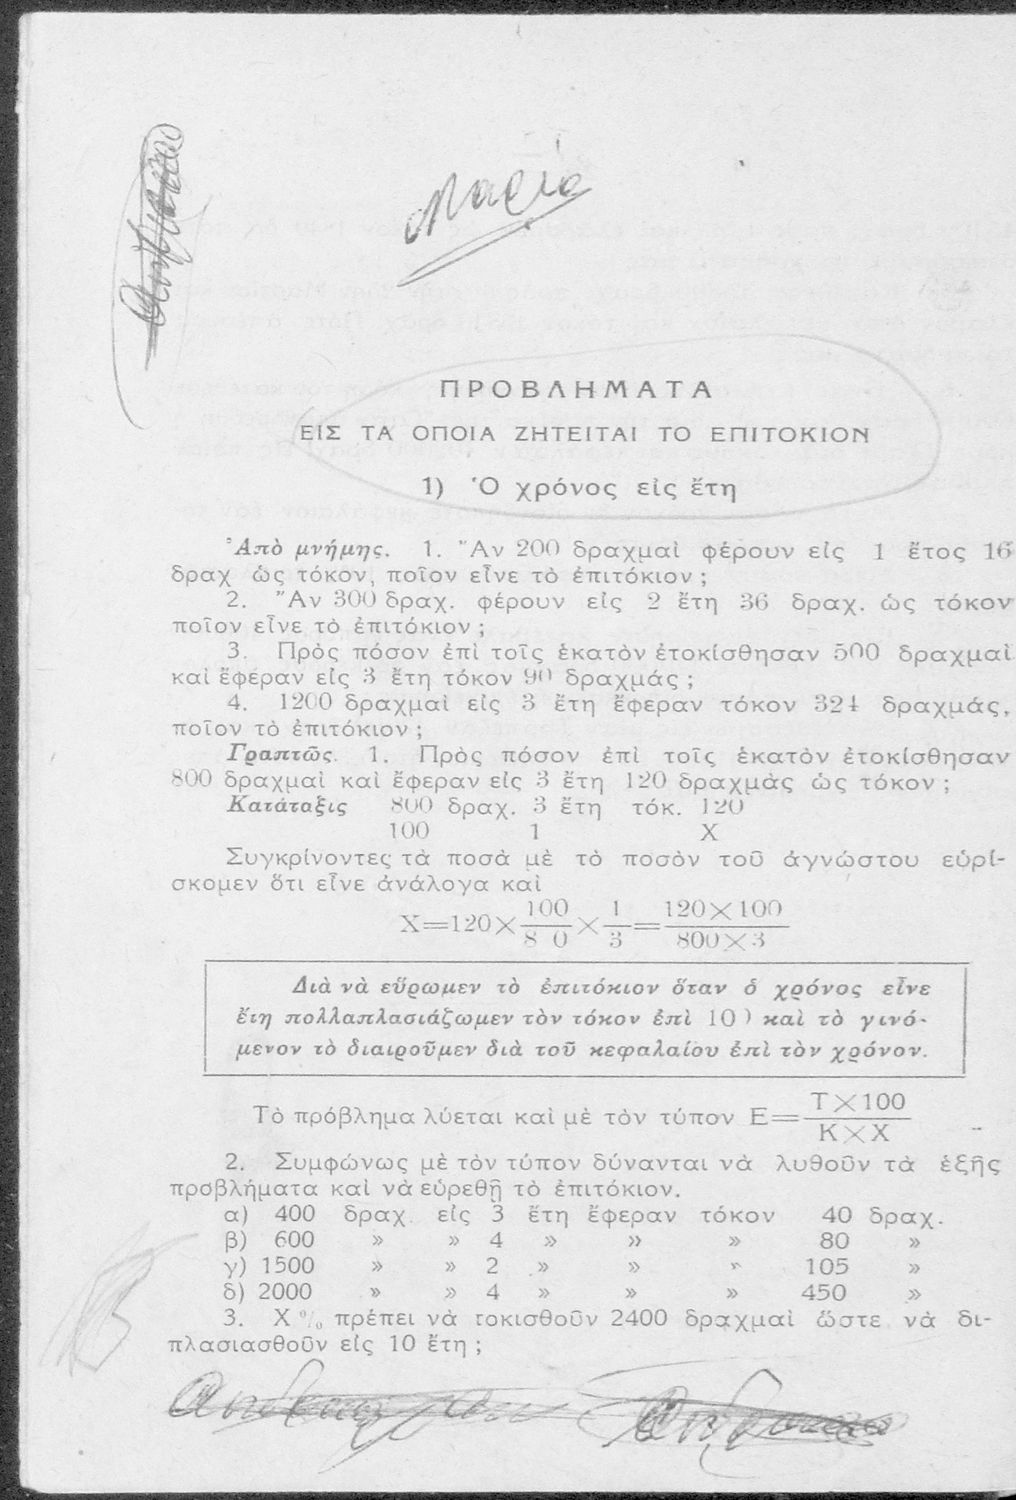 Μαρία
ΠΡΟΒΛΗΜΑΤΑ
ΕΙΣ ΤΑ ΟΠΟΙΑ ΖΗΤΕΙΤΑΙ ΤΟ ΕΠΙΤΟΚΙΟΝ
1) Ὁ χρόνος εἰς ἔτη
Ἀπὸ μνήμης. 1. Ἂν 200 δραχμαὶ φέρουν εἰς 1 ἔτος 16
δραχ ὡς τόκον, ποῖον εἶνε τὸ ἐπιτόκιον ;
2. Ἂν 300 δραχ. φέρουν εἰς 2 ἔτη 36 δραχ. ὡς τόκον
ποῖον εἶνε τὸ ἐπιτόκιον ;
3. Πρὸς πόσον ἐπὶ τοῖς ἑκατὸν ἐτοκίσθησαν 500 δραχμαὶ
καὶ ἔφεραν εἰς 3 ἔτη τόκον 90 δραχμάς ;
4. 1200 δραχμαὶ εἰς 3 ἔτη ἔφεραν τόκον 324 δραχμάς,
ποῖον τὸ ἐπιτόκιον ;
Γραπτῶς. 1. Πρὸς πόσον ἐπὶ τοῖς ἑκατὸν ἐτοκίσθησαν
800 δραχμαὶ καὶ ἔφεραν εἰς 3 ἔτη 120 δραχμὰς ὡς τόκον ;
Κατάταξις 800 δραχ. 3 ἔτη τόκ. 120
100 1 Χ
Συγκρίνοντες τὰ ποσὰ μὲ τὸ ποσὸν τοῦ ἀγνώστου εὑρί-
σκομεν ὅτι εἶνε ἀνάλογα καὶ
Χ=120×100/8 0×1/3=120×100/800×3
Διὰ νὰ εὕρωμεν τὸ ἐπιτόκιον ὅταν ὁ χρόνος εἶνε
ἔτη πολλαπλασιάζωμεν τὸν τόκον ἐπὶ 10) καὶ τὸ γινό-
μενον τὸ διαιροῦμεν διὰ τοῦ κεφαλαίου ἐπὶ τὸν χρόνον.
Τὸ πρόβλημα λύεται καὶ μὲ τὸν τύπον Ε=Τ×100/Κ×Χ
2. Συμφώνως μὲ τὸν τύπον δύνανται νὰ λυθοῦν τὰ ἑξῆς
προβλήματα καὶ νὰ εὑρεθῇ τὸ ἐπιτόκιον.
α) 400 δραχ. εἰς 3 ἔτη ἔφεραν τόκον 40 δραχ.
β) 600 » » 4 » » » 80 »
γ) 1500 » » 2 » » » 105 »
δ) 2000 » » 4 » » » 450 »
3. Χ % πρέπει νὰ τοκισθοῦν 2400 δραχμαὶ ὥστε νὰ δι-
πλασιασθοῦν εἰς 10 ἔτη ;